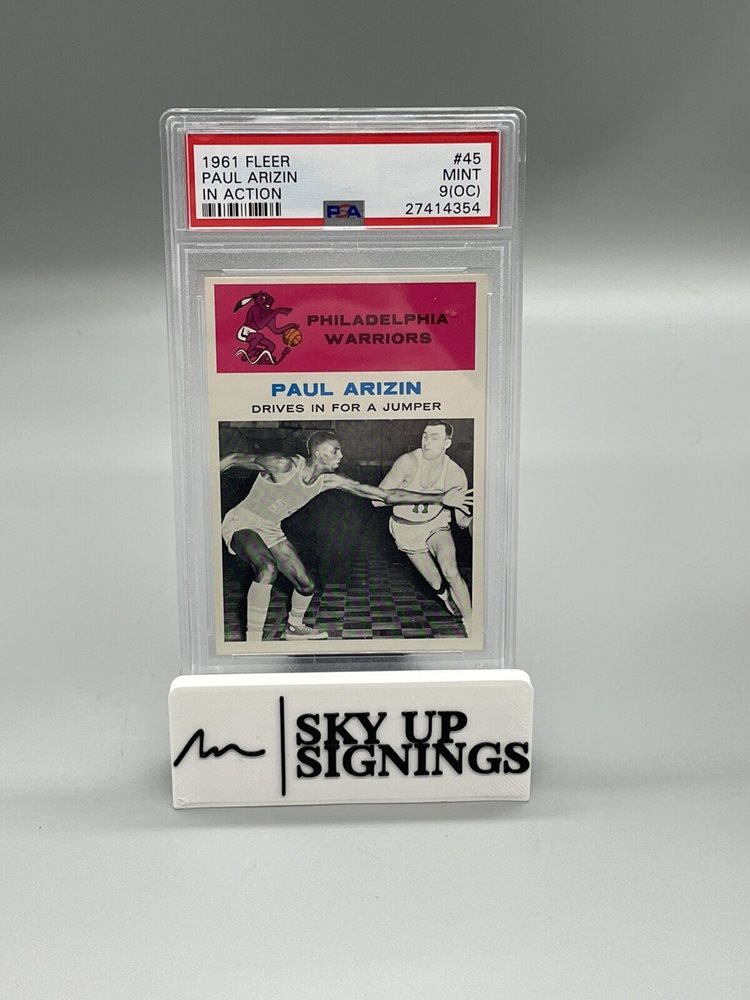 1961 FLEER #45
PAUL ARIZIN MINT
IN ACTION 9(OC)
PSA 27414354
PHILADELPHIA
WARRIORS
PAUL ARIZIN
DRIVES IN FOR A JUMPER
11
SKY UP
SIGNINGS